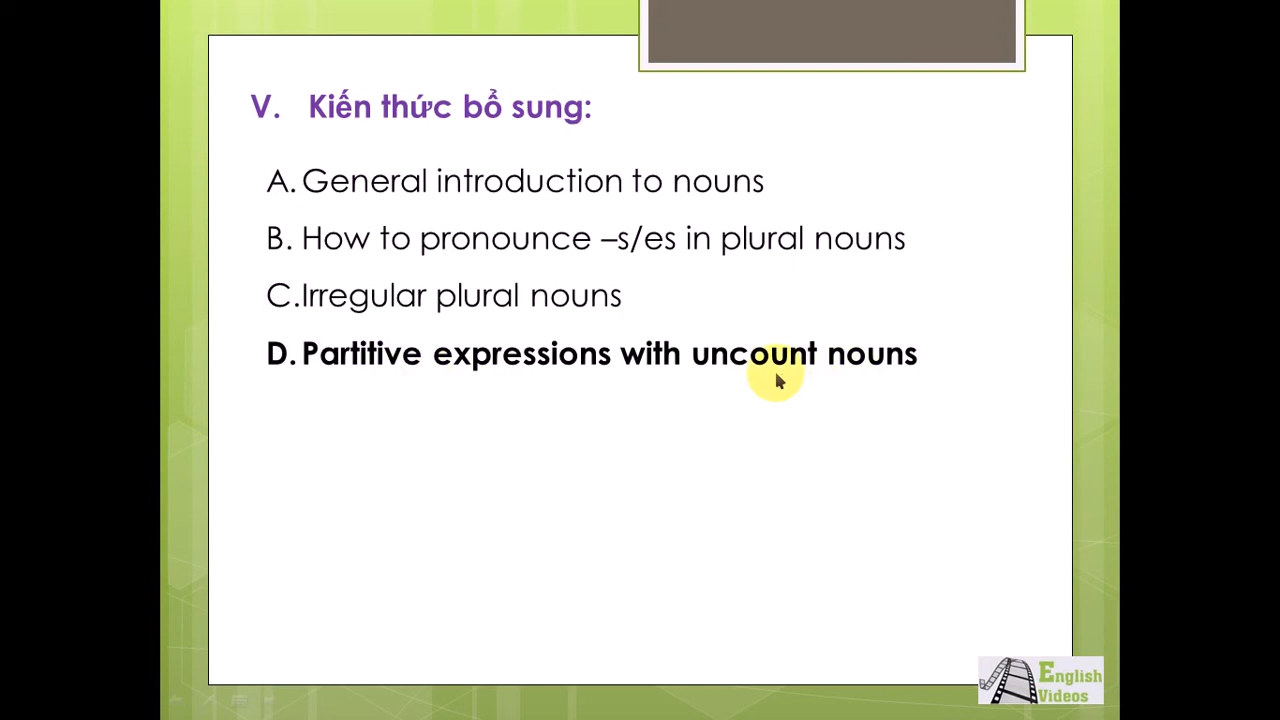 V. Kiến thức bổ sung:
A. General introduction to nouns
B. How to pronounce –s/es in plural nouns
C. Irregular plural nouns
D. Partitive expressions with uncount nouns
English
Videos